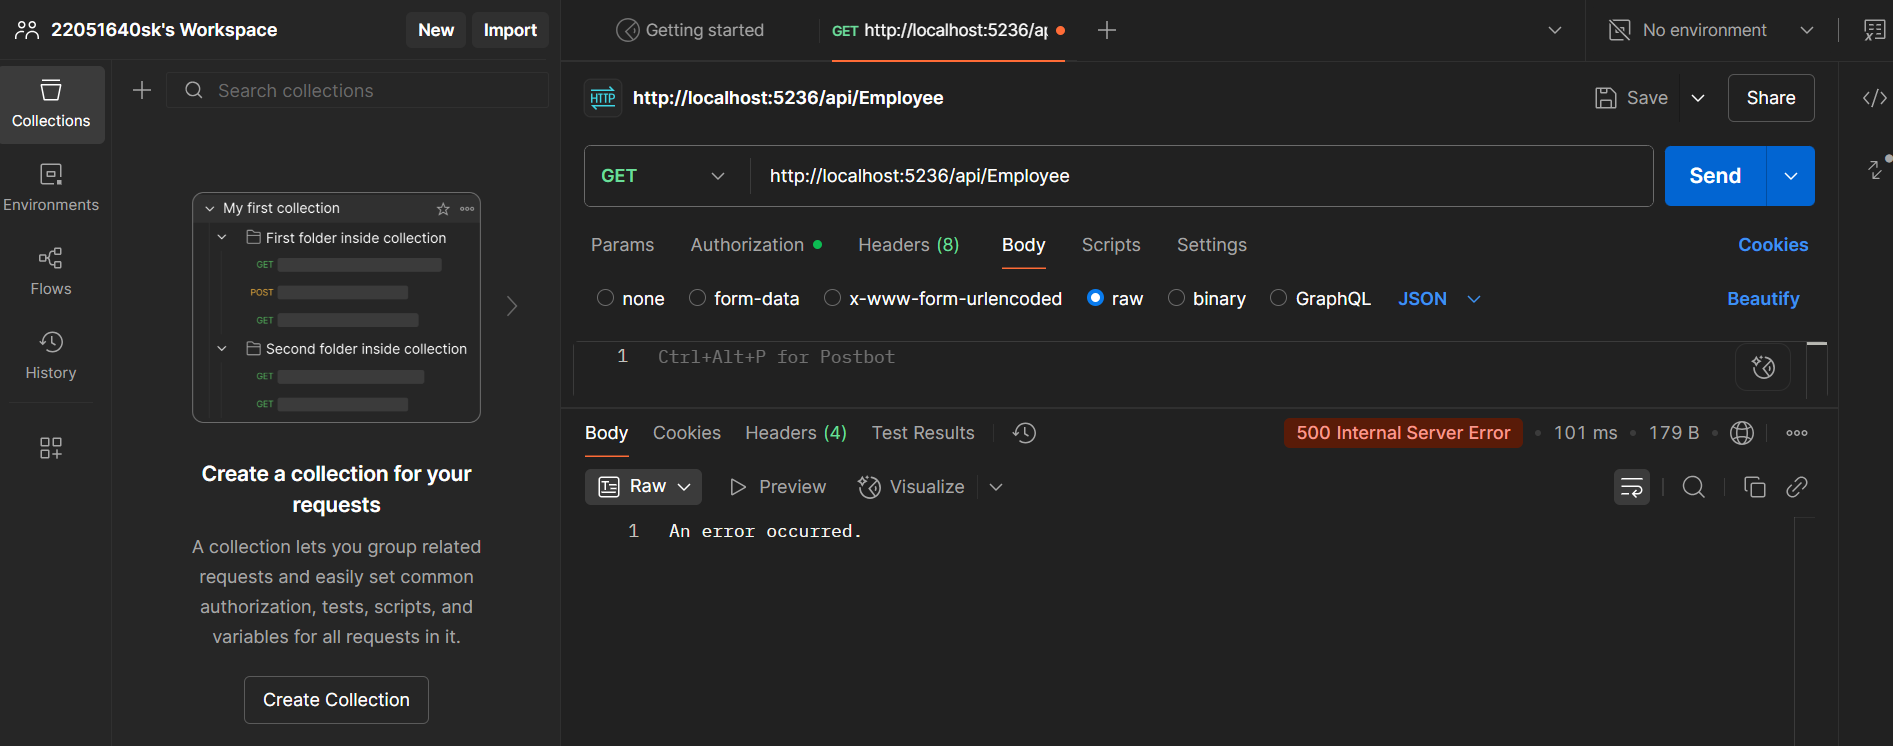 22051640sk's Workspace
New
Import
Getting started
GET http://localhost:5236/ap
No environment
Collections
Search collections
HTTP
http://localhost:5236/api/Employee
Save
Share
GET
http://localhost:5236/api/Employee
Send
Environments
Flows
History
My first collection
First folder inside collection
GET
POST
GET
Second folder inside collection
GET
GET
Create a collection for your
requests
A collection lets you group related
requests and easily set common
authorization, tests, scripts, and
variables for all requests in it.
Create Collection
Params
Authorization
Headers (8)
Body
Scripts
Settings
Cookies
none
form-data
x-www-form-urlencoded
raw
binary
GraphQL
JSON
Beautify
1
Ctrl+Alt+P for Postbot
Body
Cookies
Headers (4)
Test Results
500 Internal Server Error
101 ms
179 B
Raw
Preview
Visualize
1
An error occurred.